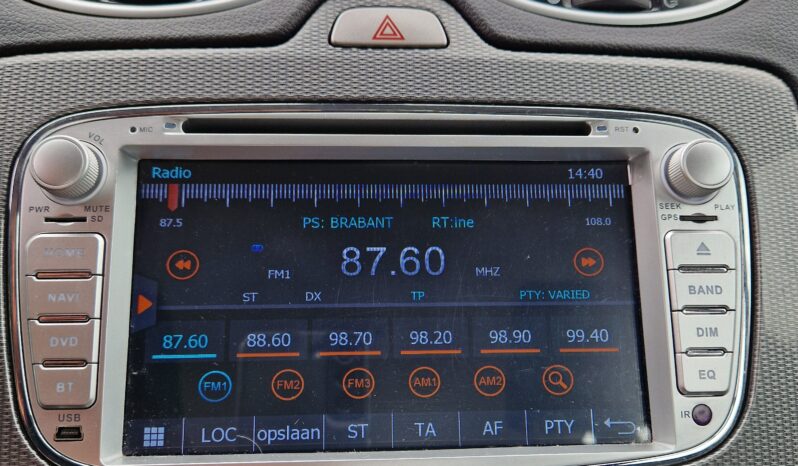 VOL
MIC
RST
Radio 14:40
PWR MUTE
SD
SEEK PLAY
GPS
87.5 PS: BRABANT RT:ine 108.0
FM1 87.60 MHZ
ST DX TP PTY: VARIED
HOME
NAVI
DVD
BT
BAND
DIM
EQ
87.60 88.60 98.70 98.20 98.90 99.40
FM1 FM2 FM3 AM1 AM2
USB
LOC opslaan ST TA AF PTY
IR